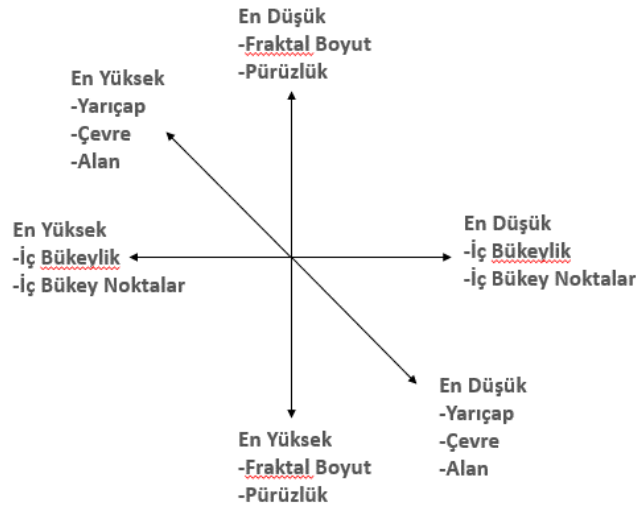 En Düşük
-Fraktal Boyut
-Pürüzlük
En Yüksek
-Yarıçap
-Çevre
-Alan
En Yüksek
-İç Bükeylik
-İç Bükey Noktalar
En Düşük
-İç Bükeylik
-İç Bükey Noktalar
En Düşük
-Yarıçap
-Çevre
-Alan
En Yüksek
-Fraktal Boyut
-Pürüzlük